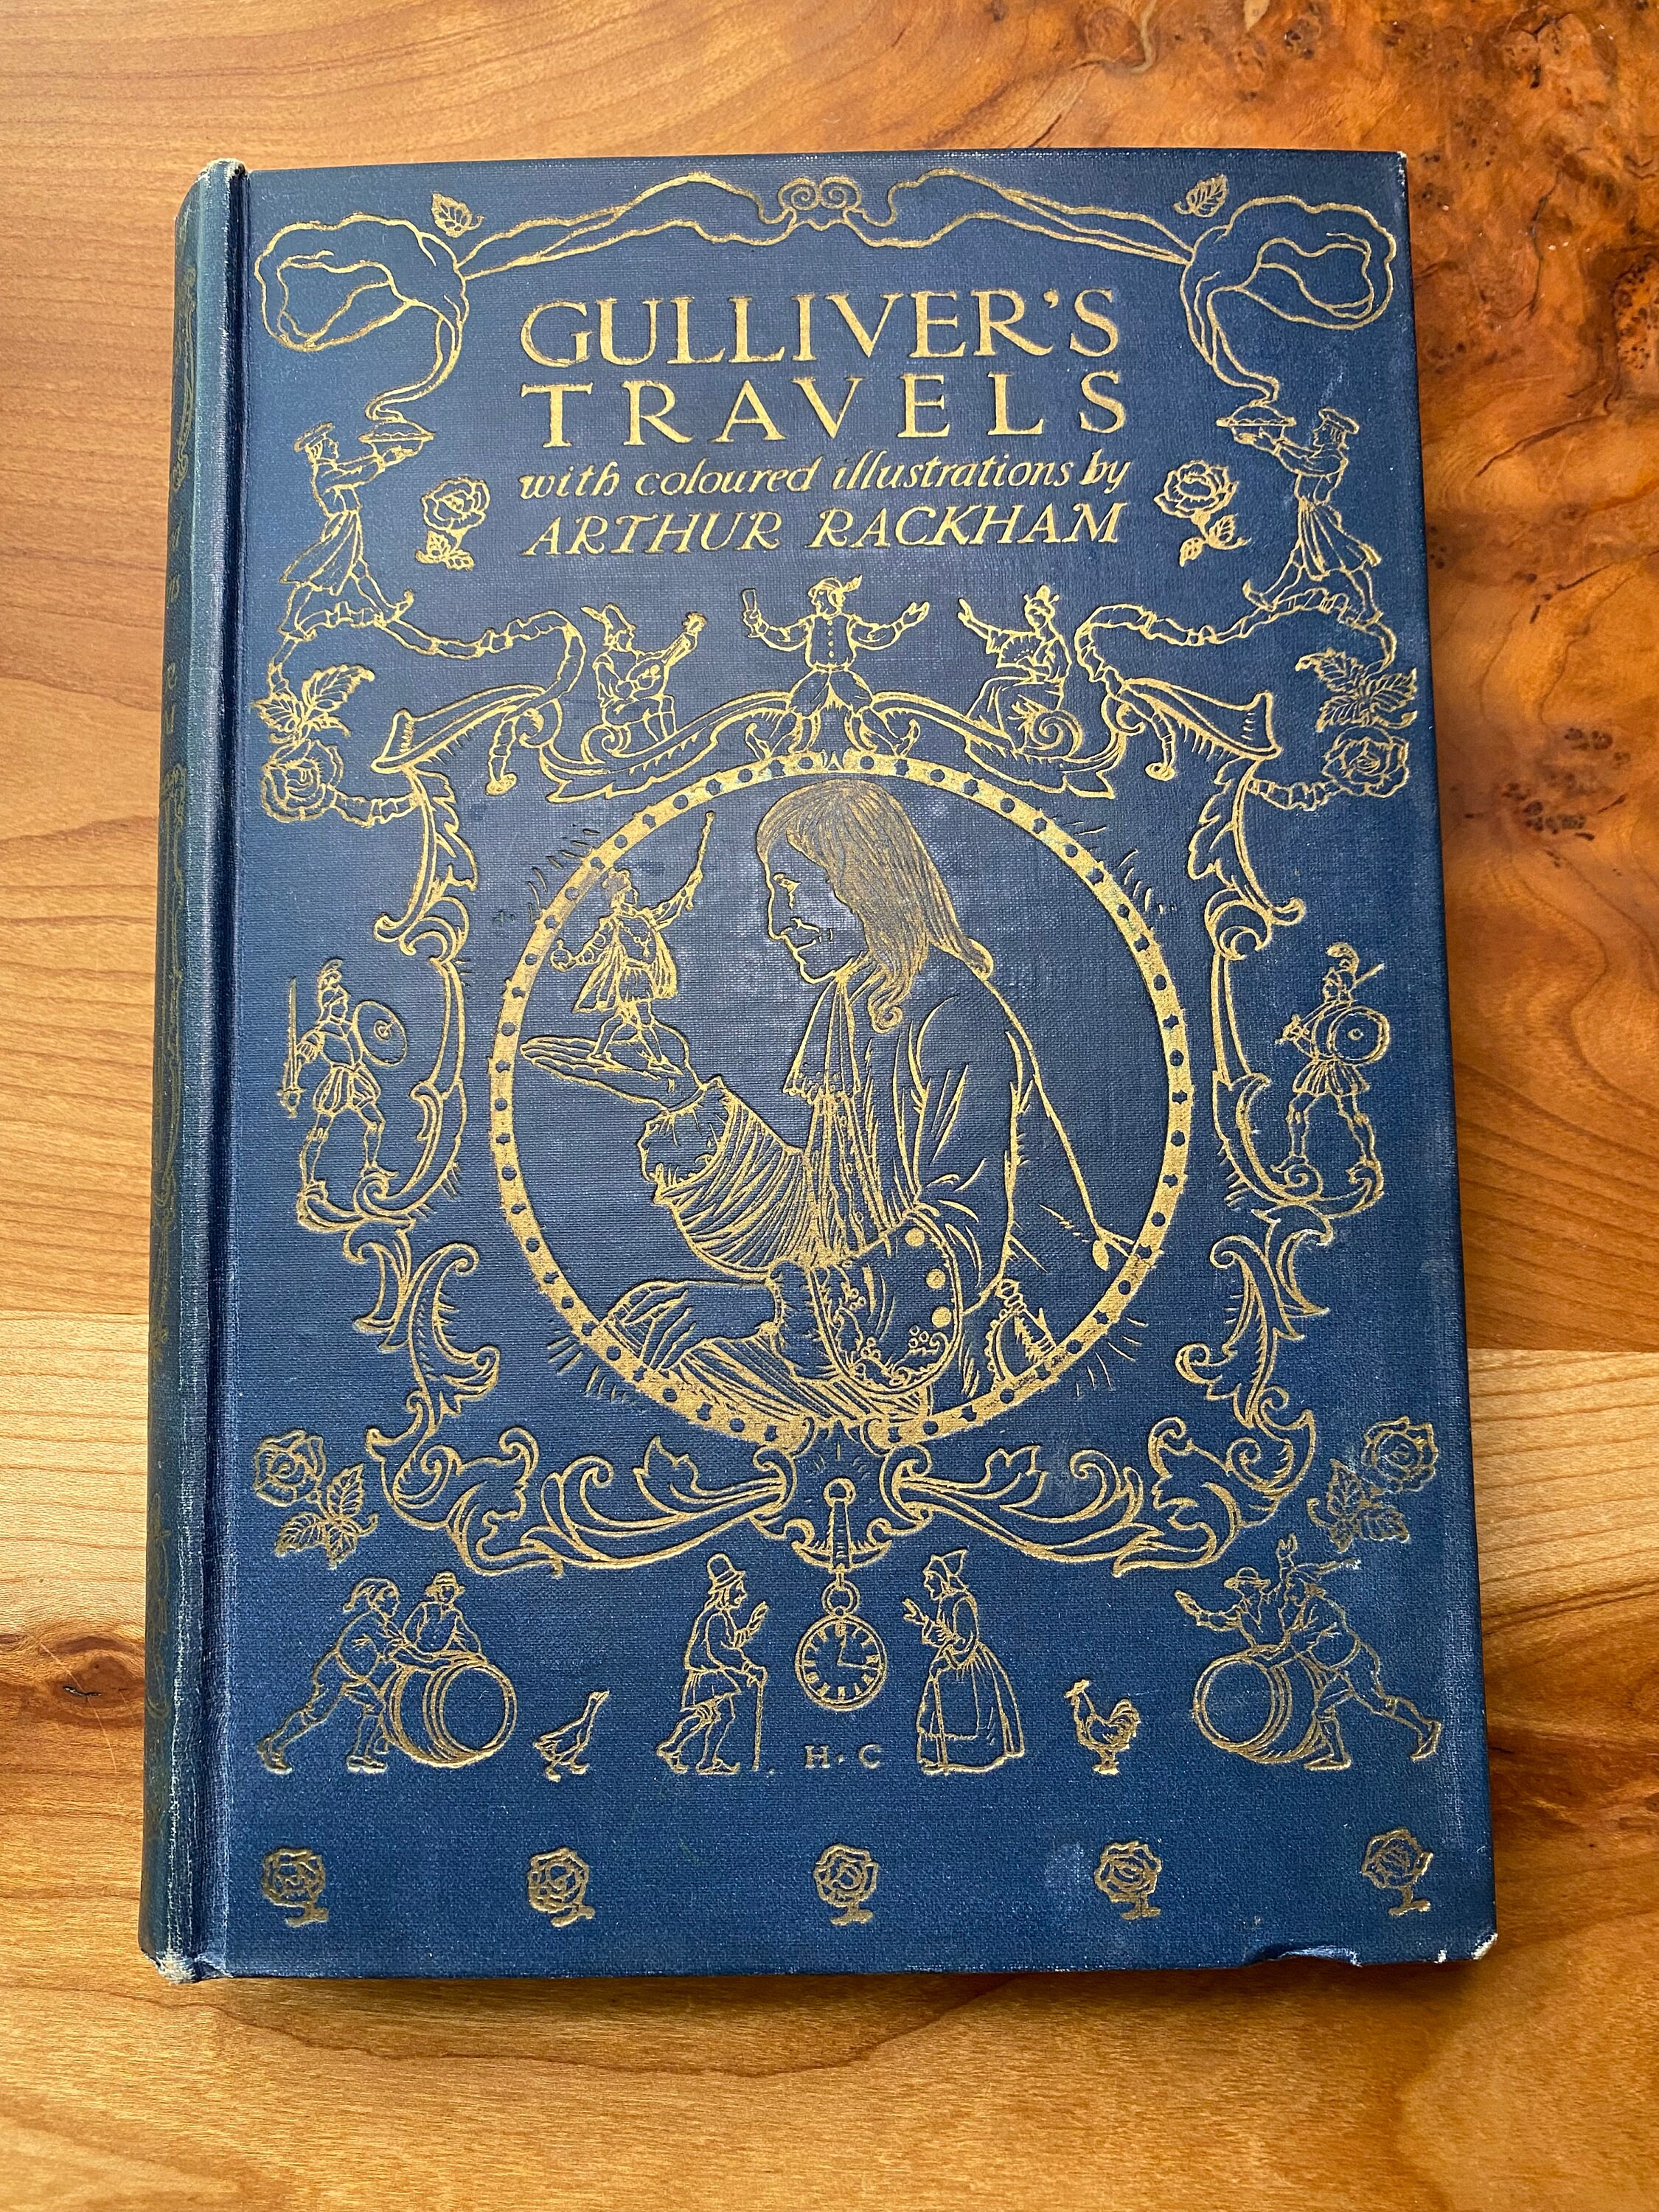 GULLIVER'S
TRAVELS
with coloured illustrations by
ARTHUR RACKHAM
H·C